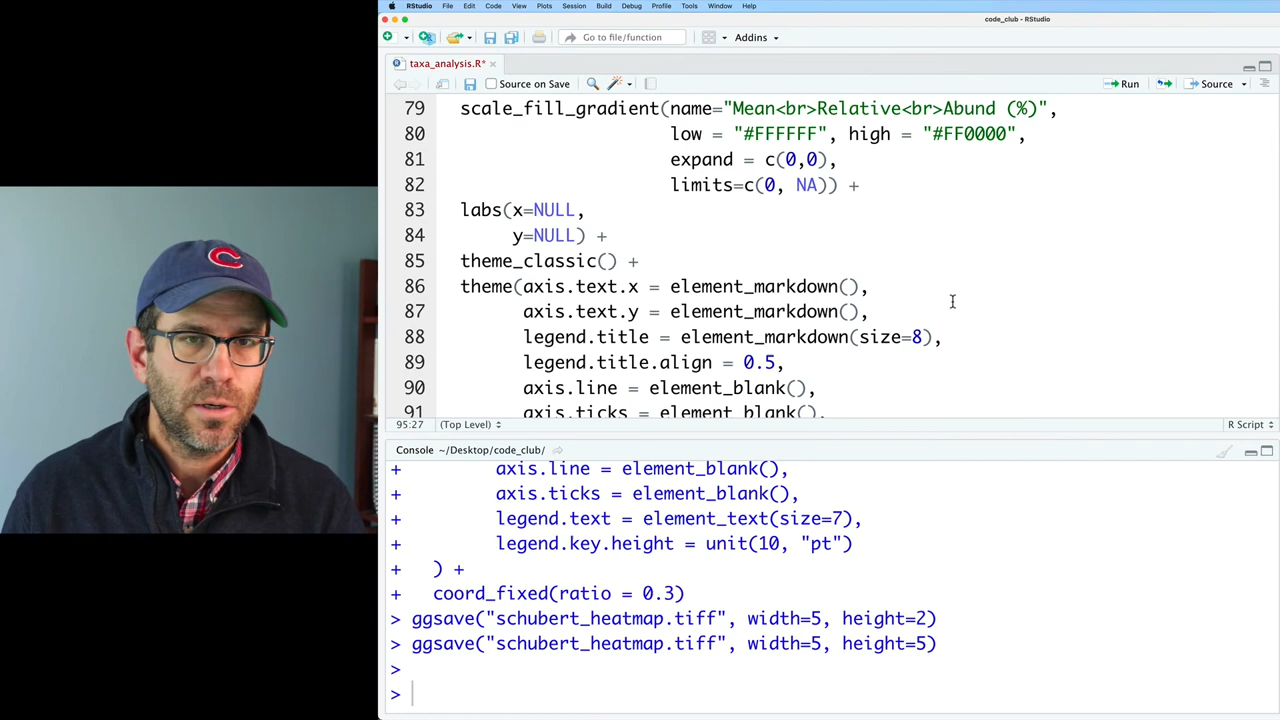 RStudio File Edit Code View Plots Session Build Debug Profile Tools Window Help
code_club - RStudio
Go to file/function Addins
taxa_analysis.R*
Source on Save Run Source
79 scale_fill_gradient(name="Mean<br>Relative<br>Abund (%)",
80 low = "#FFFFFF", high = "#FF0000",
81 expand = c(0,0),
82 limits=c(0, NA)) +
83 labs(x=NULL,
84 y=NULL) +
85 theme_classic() +
86 theme(axis.text.x = element_markdown(),
87 axis.text.y = element_markdown(),
88 legend.title = element_markdown(size=8),
89 legend.title.align = 0.5,
90 axis.line = element_blank(),
91 axis.ticks = element_blank(),
95:27 (Top Level) R Script
Console ~/Desktop/code_club/
+ axis.line = element_blank(),
+ axis.ticks = element_blank(),
+ legend.text = element_text(size=7),
+ legend.key.height = unit(10, "pt")
+ ) +
+ coord_fixed(ratio = 0.3)
> ggsave("schubert_heatmap.tiff", width=5, height=2)
> ggsave("schubert_heatmap.tiff", width=5, height=5)
>
>